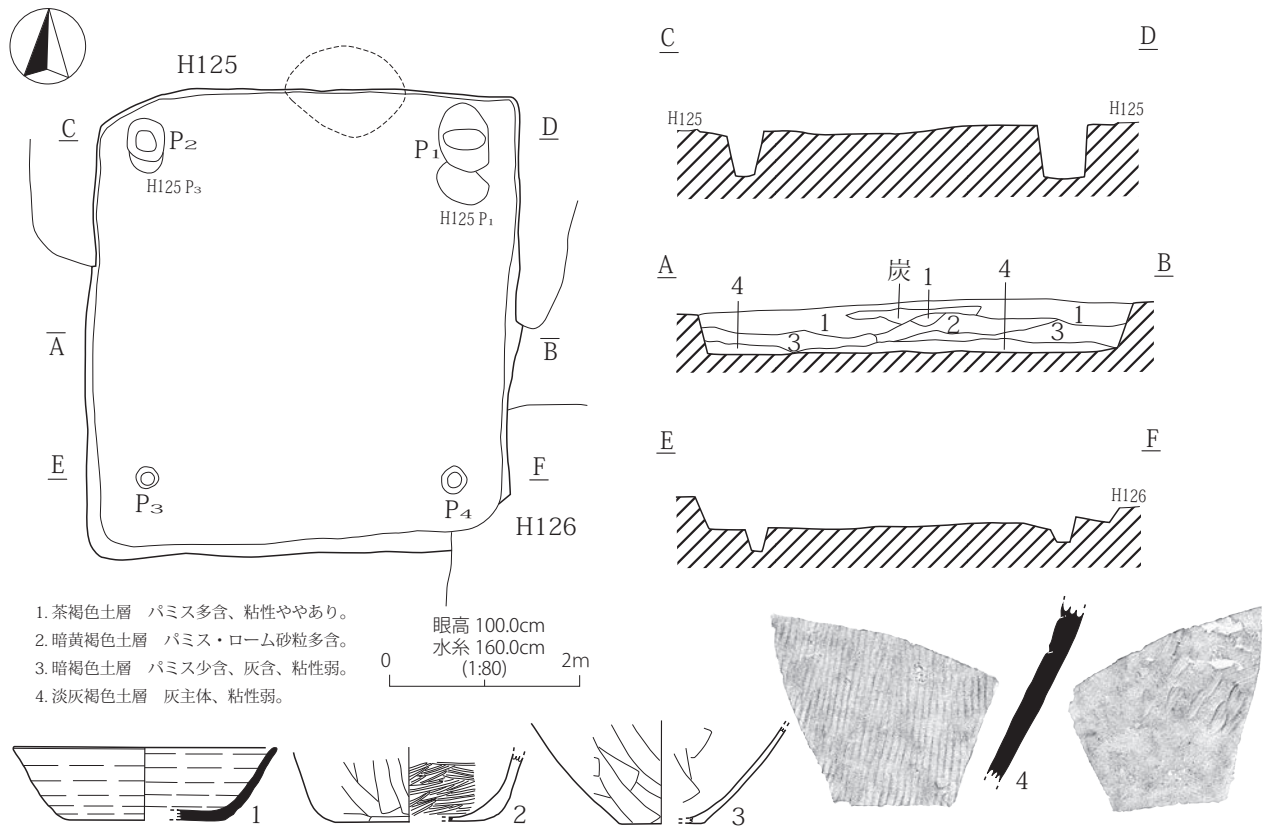 H125
C
D
P₂
P₁
H125 P₃
H125 P₁
A
B
E
F
P₃
P₄
H126
C
D
H125
H125
A
B
4
炭
1
4
1
1
2
3
3
E
F
H126
1. 茶褐色土層　パミス多含、粘性ややあり。
2. 暗黄褐色土層　パミス・ローム砂粒多含。
3. 暗褐色土層　パミス少含、灰含、粘性弱。
4. 淡灰褐色土層　灰主体、粘性弱。
眼高 100.0cm
水糸 160.0cm
(1:80)
0
2m
1
2
3
4